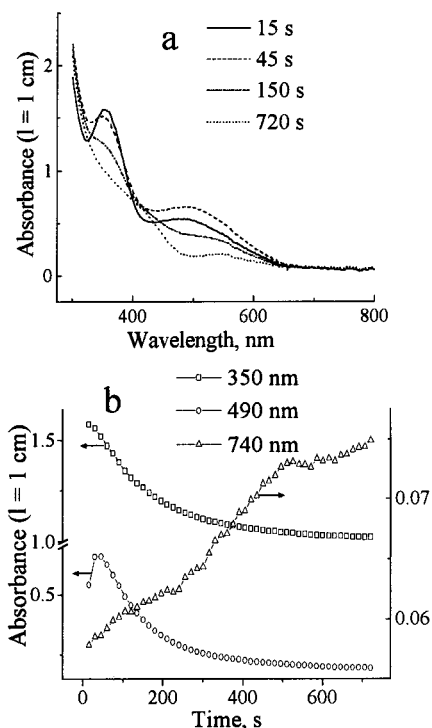 a
15 s
45 s
150 s
720 s
Absorbance (l = 1 cm)
2
1
0
400
600
800
Wavelength, nm
b
350 nm
490 nm
740 nm
Absorbance (l = 1 cm)
1.5
1.0
0.5
0.07
0.06
0
200
400
600
Time, s